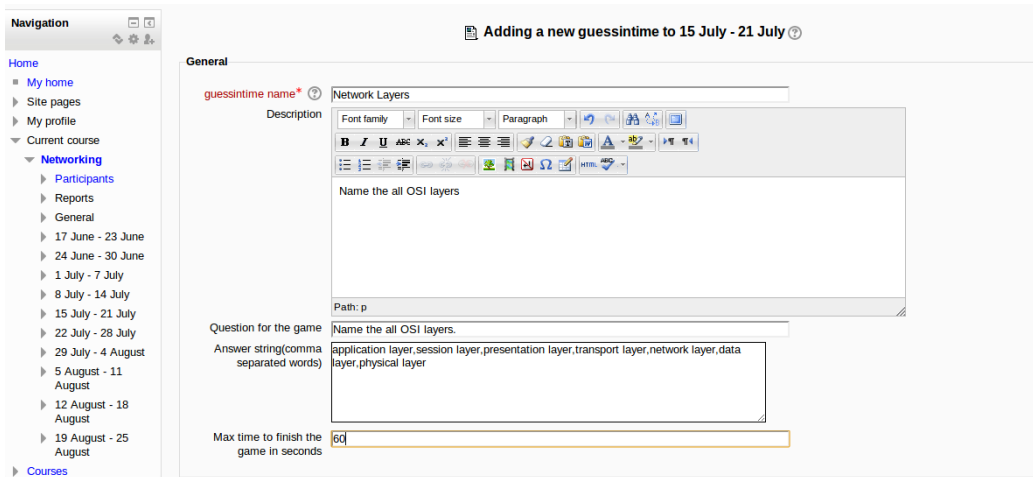 Navigation
Home
My home
Site pages
My profile
Current course
Networking
Participants
Reports
General
17 June - 23 June
24 June - 30 June
1 July - 7 July
8 July - 14 July
15 July - 21 July
22 July - 28 July
29 July - 4 August
5 August - 11
August
12 August - 18
August
19 August - 25
August
Courses
Adding a new guessintime to 15 July - 21 July
General
guessintime name* Network Layers
Description
Font family Font size Paragraph
B I U ABC x, x² A ab
Ω HTML ABC
Name the all OSI layers
Path: p
Question for the game Name the all OSI layers.
Answer string(comma
separated words)
application layer,session layer,presentation layer,transport layer,network layer,data
layer,physical layer
Max time to finish the
game in seconds
60